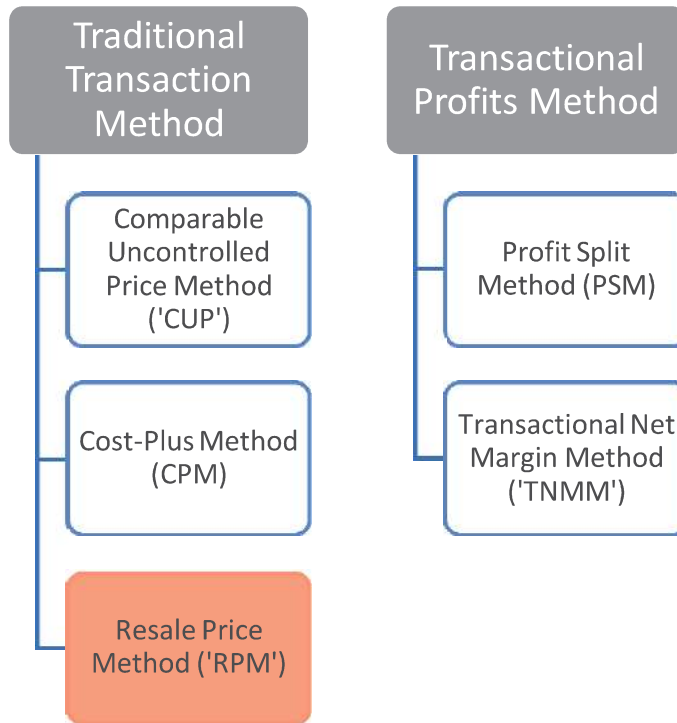 Traditional
Transaction
Method
Comparable
Uncontrolled
Price Method
('CUP')
Cost-Plus Method
(CPM)
Resale Price
Method ('RPM')
Transactional
Profits Method
Profit Split
Method (PSM)
Transactional Net
Margin Method
('TNMM')